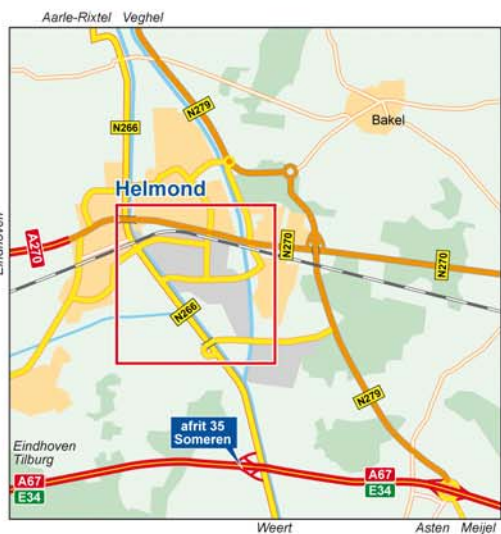 Aarle-Rixtel Veghel
N279
N266
Bakel
Helmond
Eindhoven
A270
N270
N270
N266
N279
afrit 35
Someren
Eindhoven
Tilburg
A67
E34
A67
E34
Weert
Asten Meijel